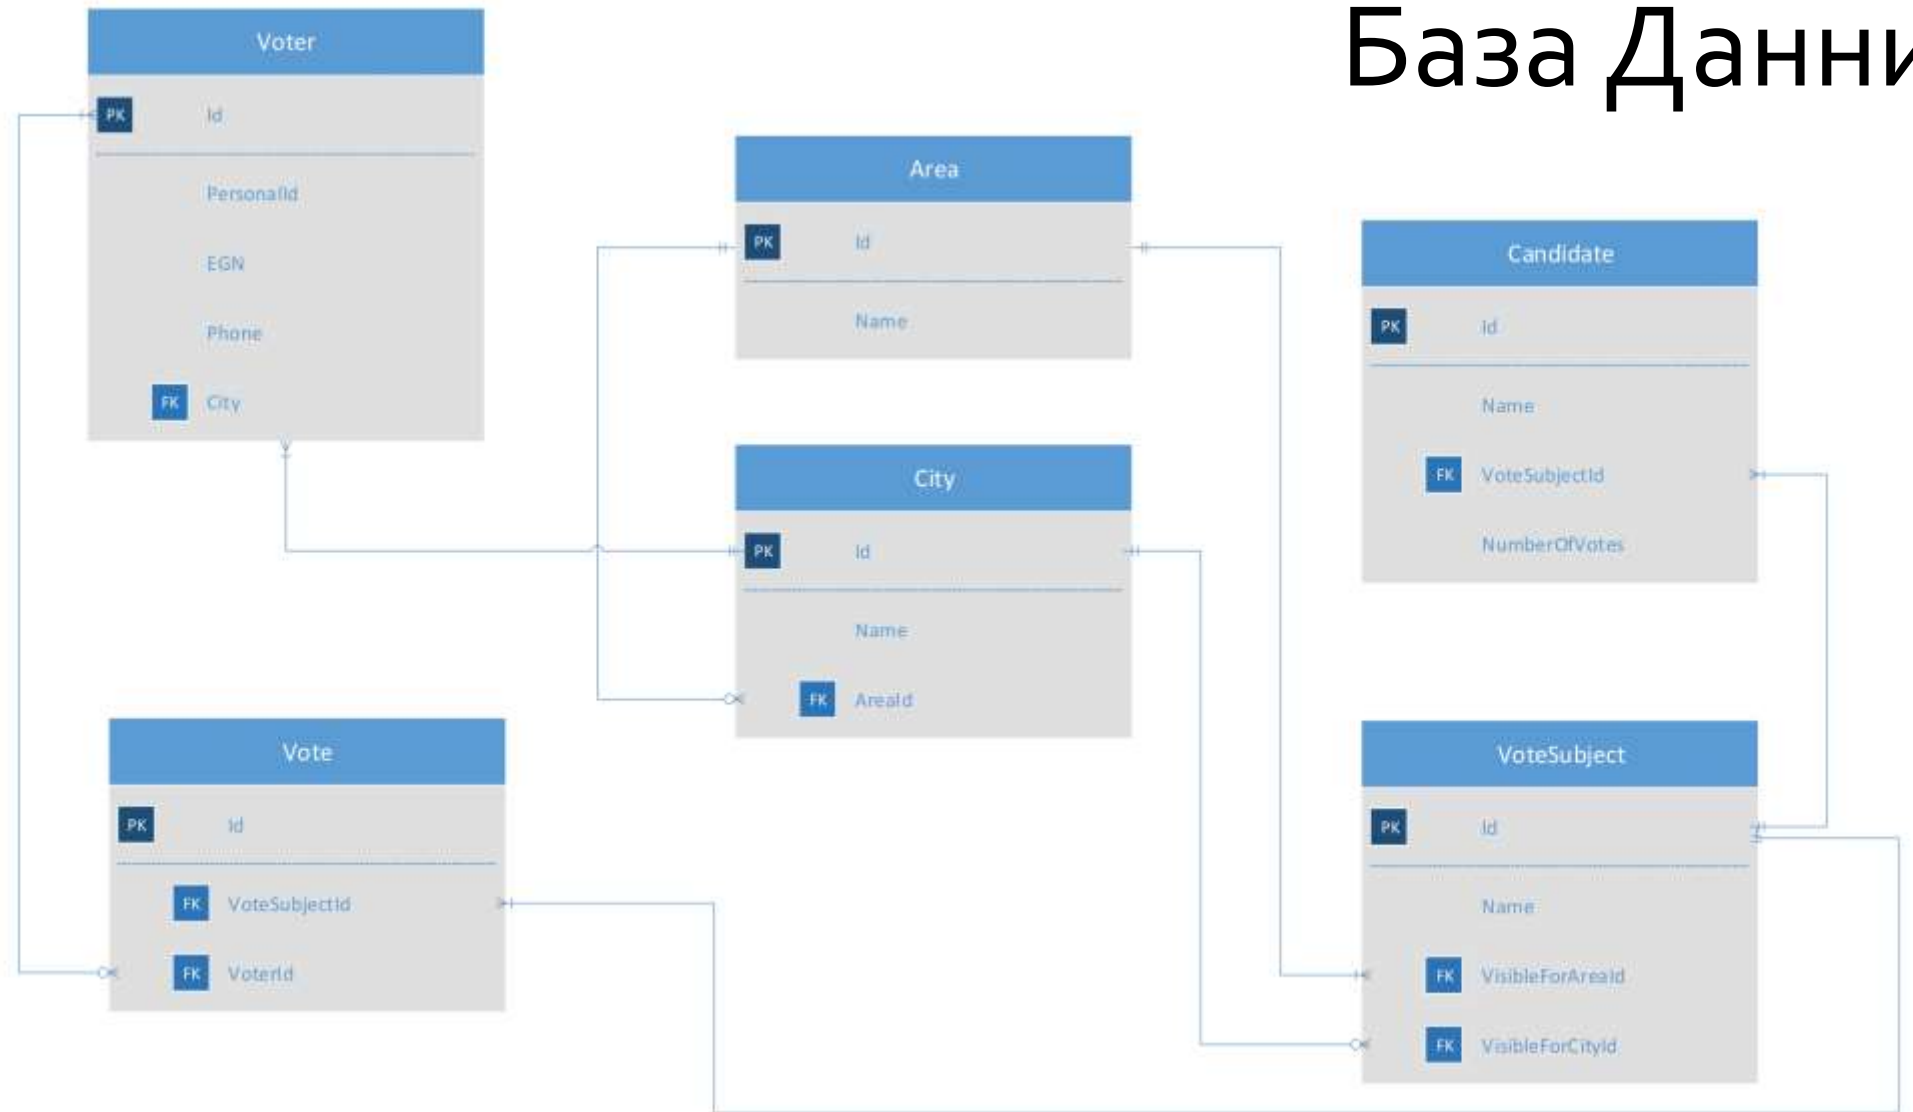 База Данни
Voter
PK Id
PersonalId
EGN
Phone
FK City
Area
PK Id
Name
City
PK Id
Name
FK AreaId
Candidate
PK Id
Name
FK VoteSubjectId
NumberOfVotes
Vote
PK Id
FK VoteSubjectId
FK VoterId
VoteSubject
PK Id
Name
FK VisibleForAreaId
FK VisibleForCityId